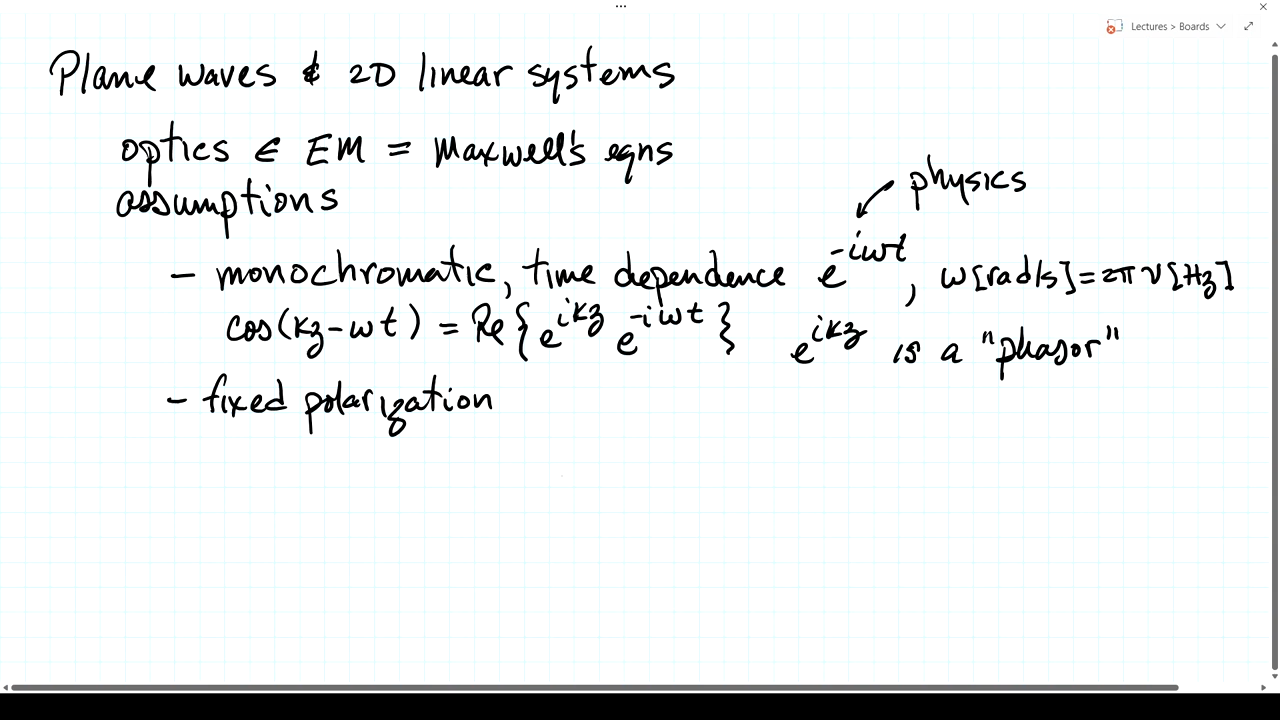 Lectures > Boards
Plane waves & 2D linear systems
optics ∈ EM = Maxwell's eqns
assumptions
physics
- monochromatic, time dependence e^{-iωt}, ω[rad/s]=2πν[Hz]
cos(kz-ωt) = Re{e^{ikz} e^{-iωt}} e^{ikz} is a "phasor"
- fixed polarization